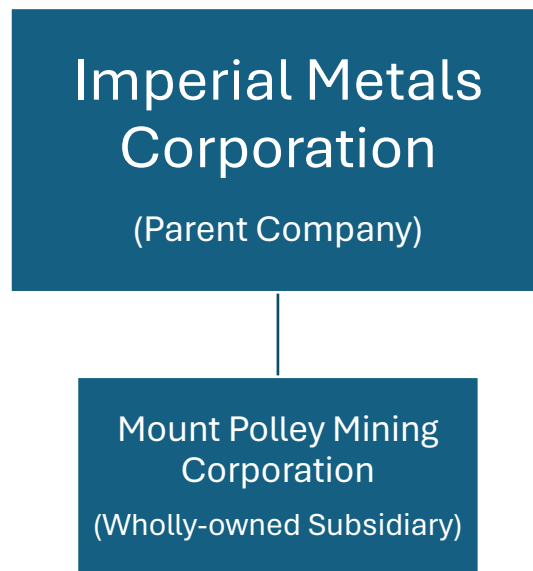 Imperial Metals
Corporation
(Parent Company)
Mount Polley Mining
Corporation
(Wholly-owned Subsidiary)